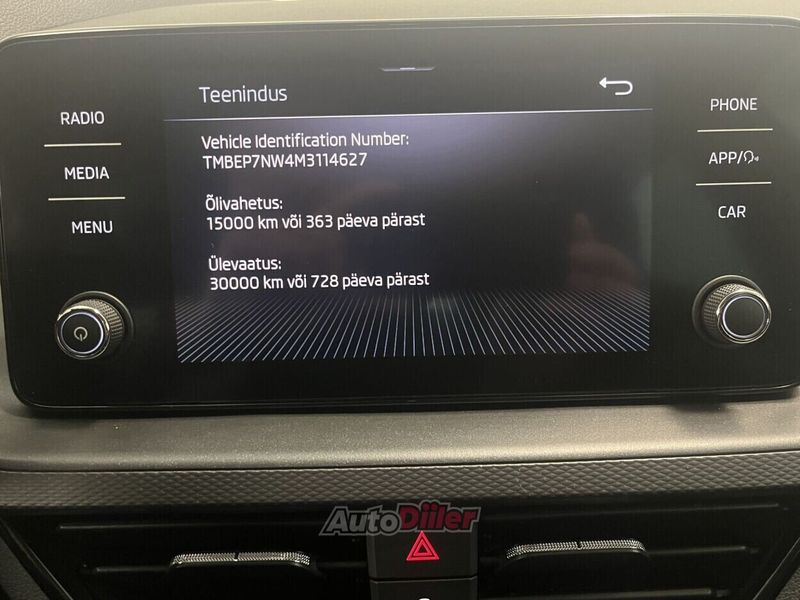 Teenindus
RADIO
MEDIA
MENU
Vehicle Identification Number:
TMBEP7NW4M3114627
Õlivahetus:
15000 km või 363 päeva pärast
Ülevaatus:
30000 km või 728 päeva pärast
PHONE
APP/
CAR
AutoDiiler